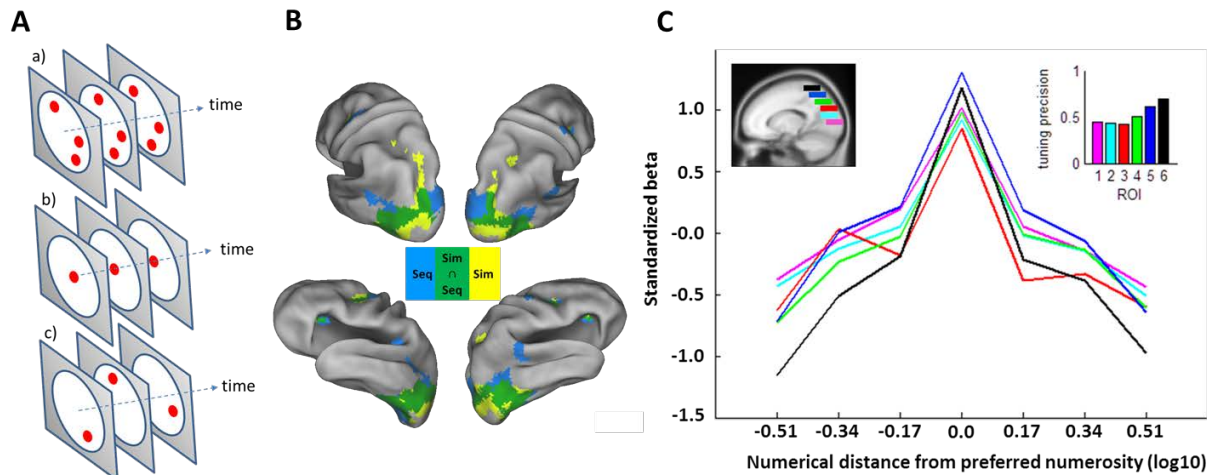 A
B
C
a)
time
b)
time
c)
time
Seq
Sim
∩
Seq
Sim
Standardized beta
1.0
0.5
-0.0
-0.5
-1.0
-1.5
-0.51
-0.34
-0.17
0.0
0.17
0.34
0.51
Numerical distance from preferred numerosity (log10)
tuning precision
1
0.5
0
1 2 3 4 5 6
ROI